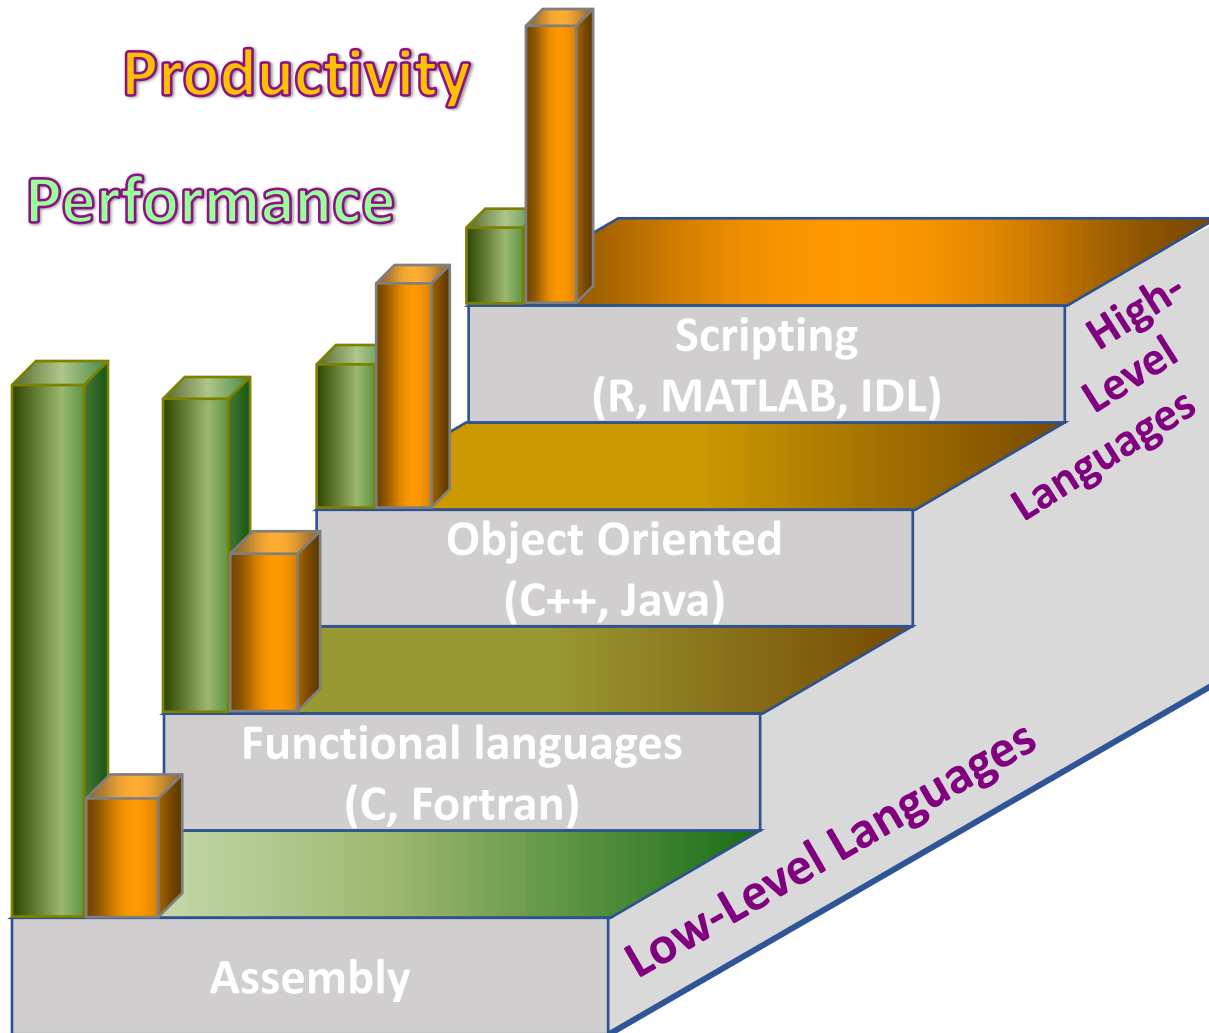 Productivity
Performance
Scripting
(R, MATLAB, IDL)
High-
Level
Languages
Object Oriented
(C++, Java)
Functional languages
(C, Fortran)
Low-Level Languages
Assembly